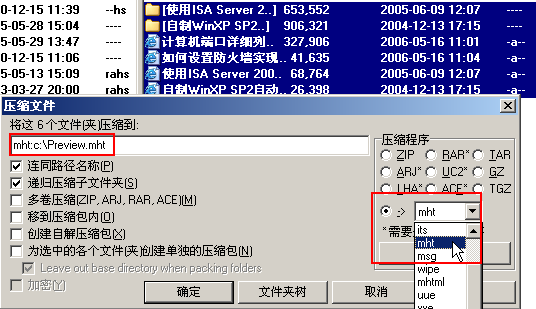 0-12-15 11:39 --hs [使用ISA Server 2..] 653,552 2005-06-09 12:07 ----
5-05-28 15:04 ---- [自制WinXP SP2..] 906,321 2004-12-13 17:15 ----
5-05-29 13:47 ---- 计算机端口详细列.. 327,906 2005-06-16 11:01 -a--
0-12-15 11:06 ---- 如何设置防火墙实现.. 41,635 2005-06-16 11:04 -a--
5-05-13 15:09 rahs 使用ISA Server 200.. 68,764 2005-06-09 12:07 -a--
3-03-27 20:00 rahs 自制WinXP SP2自动.. 26,398 2004-12-13 17:15 -a--
压缩文件
将这 6 个文件(夹)压缩到:
mht:c:\Preview.mht
连同路径名称(P)
递归压缩子文件夹(S)
多卷压缩(ZIP, ARJ, RAR, ACE)(M)
移到压缩包内(O)
创建自解压缩包(X)
为选中的各个文件(夹)创建单独的压缩包(N)
Leave out base directory when packing folders
加密(Y)
压缩程序
ZIP RAR* TAR
ARJ* UC2* GZ
LHA* ACE* TGZ
-> mht
*需要
its
mht
msg
wipe
mhtml
uue
xxe
确定 文件夹树 取消